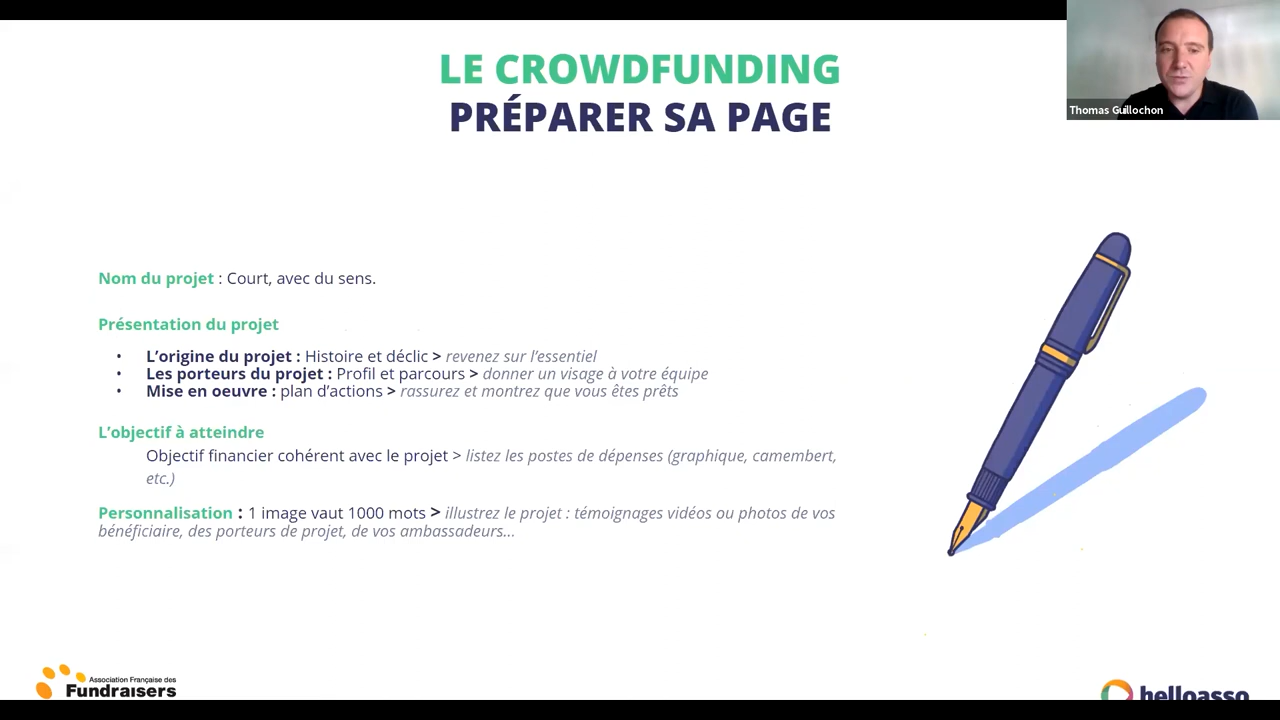 LE CROWDFUNDING
PRÉPARER SA PAGE
Thomas Guillochon
Nom du projet : Court, avec du sens.
Présentation du projet
• L’origine du projet : Histoire et déclic > revenez sur l’essentiel
• Les porteurs du projet : Profil et parcours > donner un visage à votre équipe
• Mise en oeuvre : plan d’actions > rassurez et montrez que vous êtes prêts
L’objectif à atteindre
Objectif financier cohérent avec le projet > listez les postes de dépenses (graphique, camembert,
etc.)
Personnalisation : 1 image vaut 1000 mots > illustrez le projet : témoignages vidéos ou photos de vos
bénéficiaire, des porteurs de projet, de vos ambassadeurs...
Association Française des
Fundraisers
helloasso